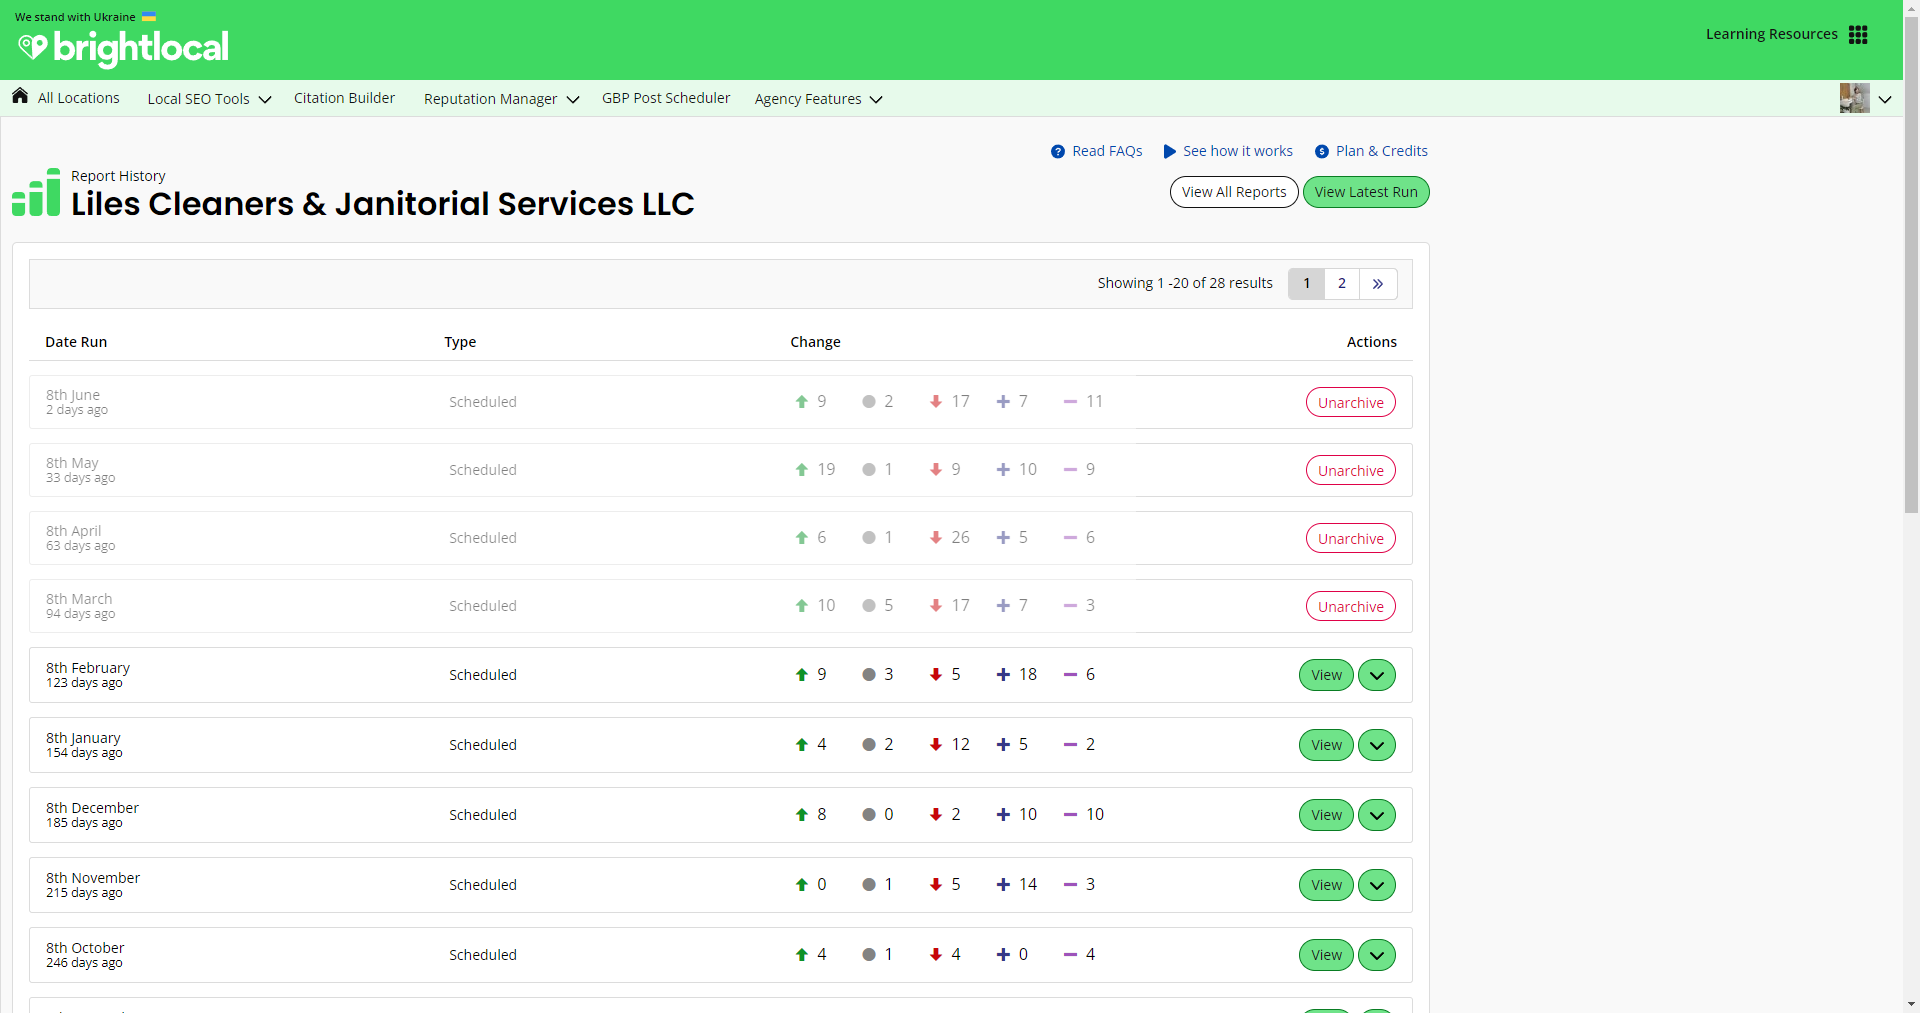 We stand with Ukraine
brightlocal
Learning Resources
All Locations Local SEO Tools Citation Builder Reputation Manager GBP Post Scheduler Agency Features
Read FAQs See how it works Plan & Credits
Report History
Liles Cleaners & Janitorial Services LLC
View All Reports View Latest Run
Showing 1 -20 of 28 results 1 2 »
Date Run Type Change Actions
8th June
2 days ago
Scheduled 9 2 17 7 11 Unarchive
8th May
33 days ago
Scheduled 19 1 9 10 9 Unarchive
8th April
63 days ago
Scheduled 6 1 26 5 6 Unarchive
8th March
94 days ago
Scheduled 10 5 17 7 3 Unarchive
8th February
123 days ago
Scheduled 9 3 5 18 6 View
8th January
154 days ago
Scheduled 4 2 12 5 2 View
8th December
185 days ago
Scheduled 8 0 2 10 10 View
8th November
215 days ago
Scheduled 0 1 5 14 3 View
8th October
246 days ago
Scheduled 4 1 4 0 4 View